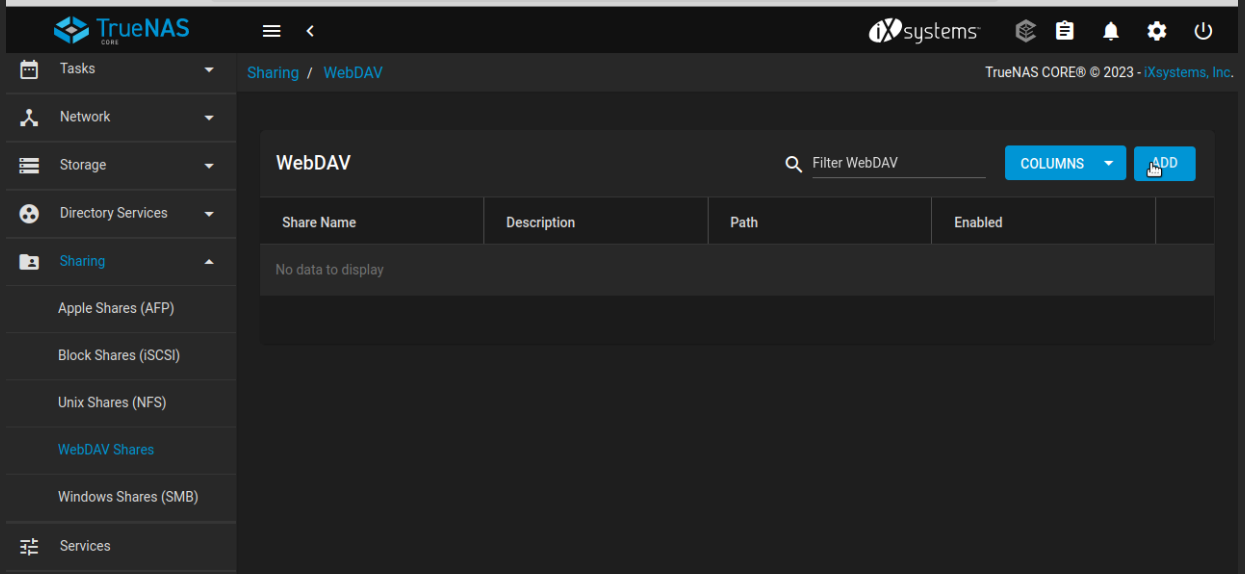 TrueNAS
CORE
iXsystems
Tasks
Sharing / WebDAV
TrueNAS CORE® © 2023 - iXsystems, Inc.
Network
Storage
WebDAV
Filter WebDAV
COLUMNS
ADD
Directory Services
Share Name Description Path Enabled
Sharing
No data to display
Apple Shares (AFP)
Block Shares (iSCSI)
Unix Shares (NFS)
WebDAV Shares
Windows Shares (SMB)
Services